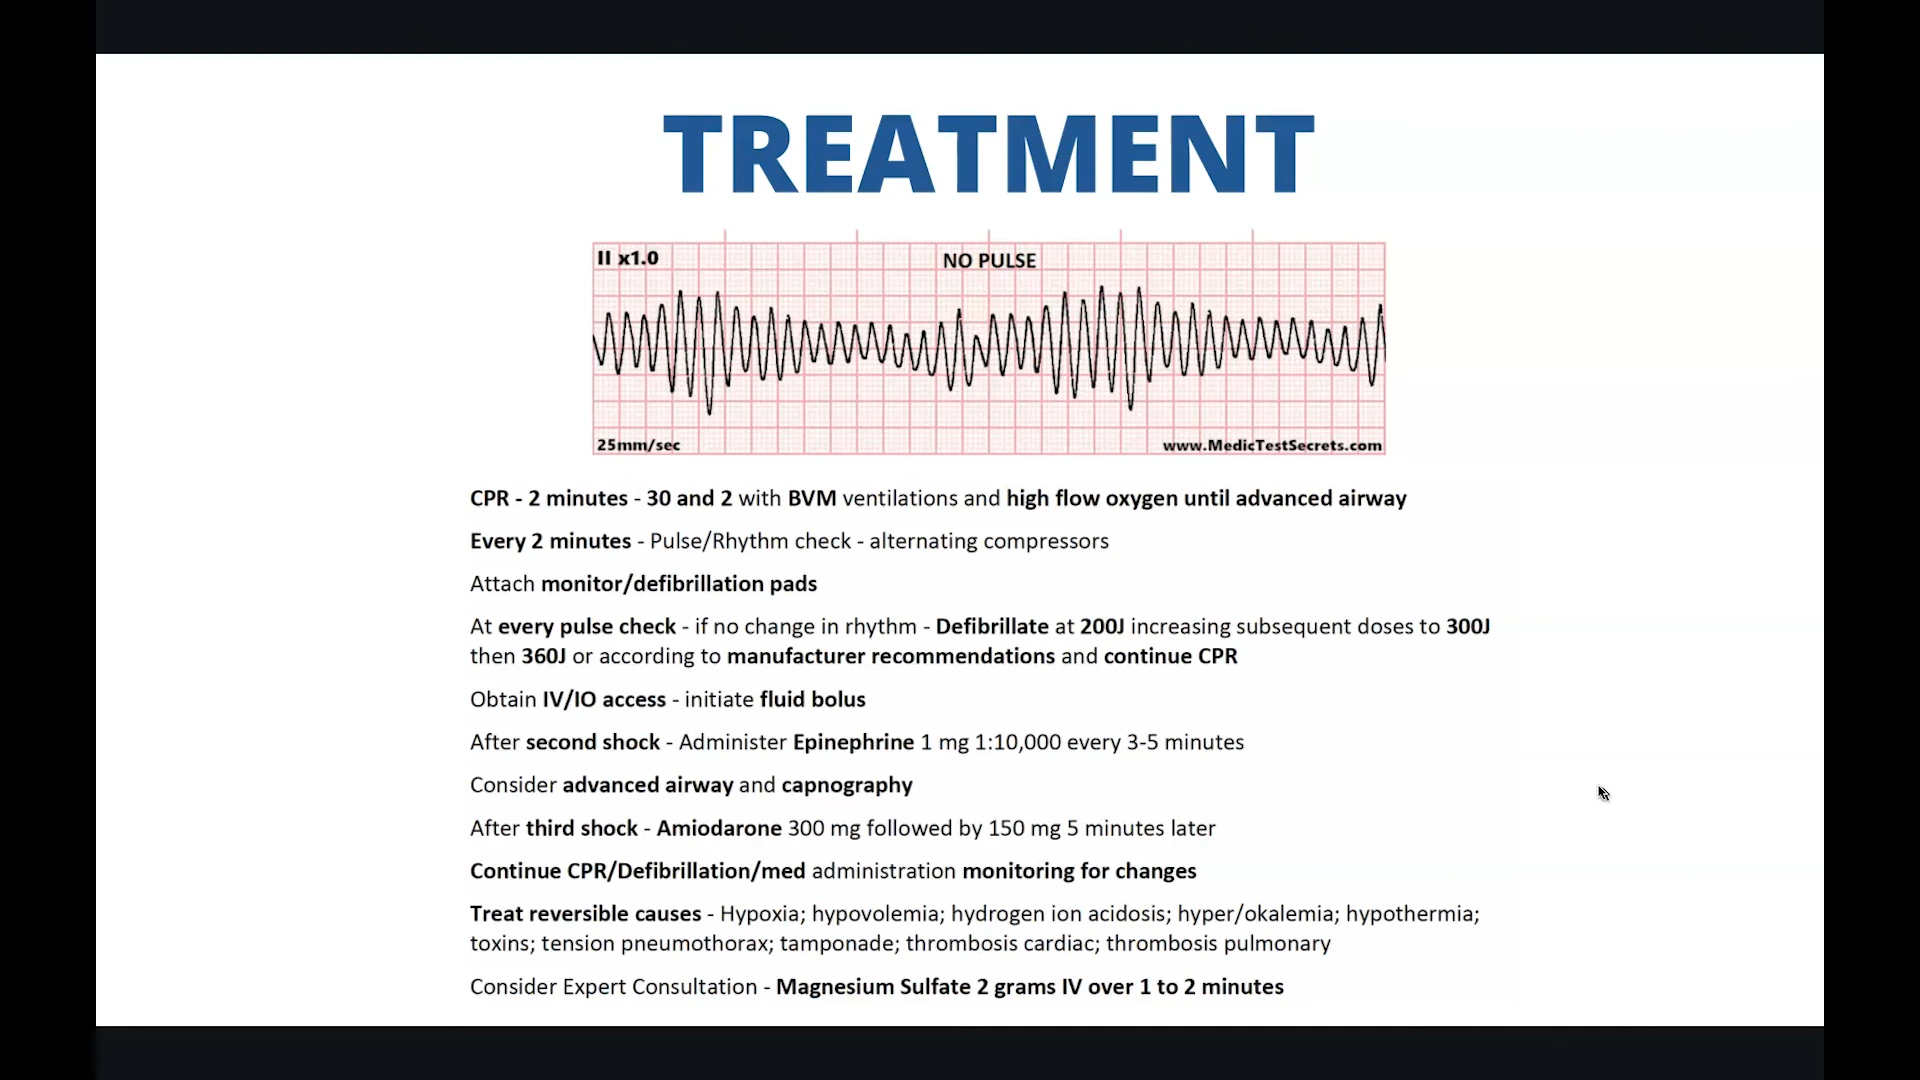 TREATMENT
II x1.0
NO PULSE
25mm/sec
www.MedicTestSecrets.com
CPR - 2 minutes - 30 and 2 with BVM ventilations and high flow oxygen until advanced airway
Every 2 minutes - Pulse/Rhythm check - alternating compressors
Attach monitor/defibrillation pads
At every pulse check - if no change in rhythm - Defibrillate at 200J increasing subsequent doses to 300J
then 360J or according to manufacturer recommendations and continue CPR
Obtain IV/IO access - initiate fluid bolus
After second shock - Administer Epinephrine 1 mg 1:10,000 every 3-5 minutes
Consider advanced airway and capnography
After third shock - Amiodarone 300 mg followed by 150 mg 5 minutes later
Continue CPR/Defibrillation/med administration monitoring for changes
Treat reversible causes - Hypoxia; hypovolemia; hydrogen ion acidosis; hyper/okalemia; hypothermia;
toxins; tension pneumothorax; tamponade; thrombosis cardiac; thrombosis pulmonary
Consider Expert Consultation - Magnesium Sulfate 2 grams IV over 1 to 2 minutes